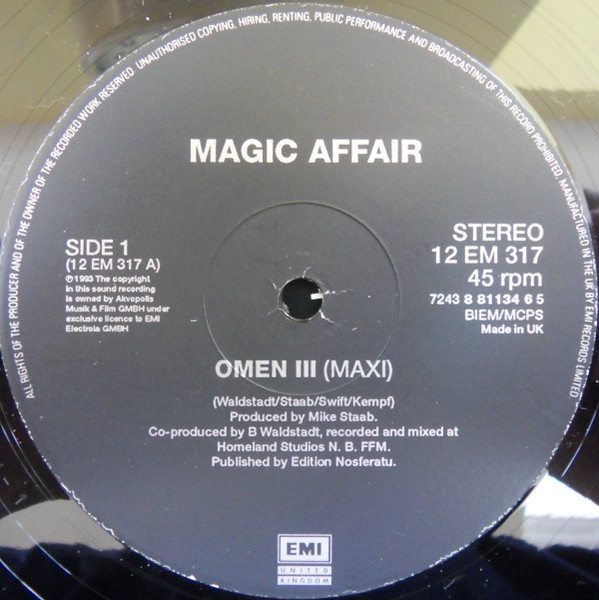 ALL RIGHTS OF THE PRODUCER AND OF THE OWNER OF THE RECORDED WORK RESERVED. UNAUTHORISED COPYING, HIRING, RENTING, PUBLIC PERFORMANCE AND BROADCASTING OF THIS RECORD PROHIBITED. MANUFACTURED IN THE UK BY EMI RECORDS LIMITED
MAGIC AFFAIR
SIDE 1
(12 EM 317 A)
℗ 1993 The copyright
in this sound recording
is owned by Akvepolis
Musik & Film GMBH under
exclusive licence to EMI
Electrola GMBH
STEREO
12 EM 317
45 rpm
7243 8 81134 6 5
BIEM/MCPS
Made in UK
OMEN III (MAXI)
(Waldstadt/Staab/Swift/Kempf)
Produced by Mike Staab.
Co-produced by B Waldstadt, recorded and mixed at
Homeland Studios N. B. FFM.
Published by Edition Nosferatu.
EMI
UNITED
KINGDOM